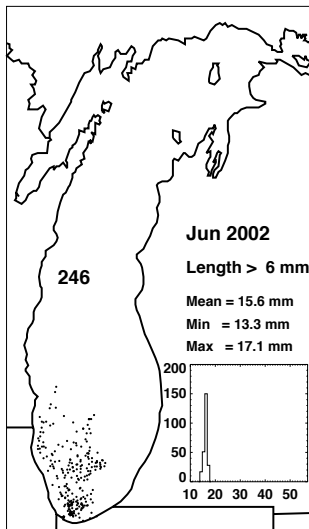 Jun 2002
Length > 6 mm
246
Mean = 15.6 mm
Min = 13.3 mm
Max = 17.1 mm
200
150
100
50
0
10 20 30 40 50